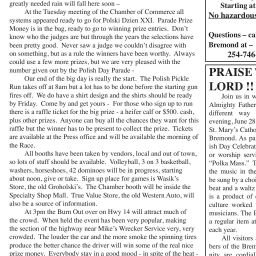 greatly needed rain will fall here soon –
At the Tuesday meeting of the Chamber of Commerce all
systems appeared ready to go for Polski Dzien XXI. Parade Prize
Money is in the bag, ready to go to winning prize entries. Don't
know who the judges are but through the years the selections have
been pretty good. Never saw a judge we couldn't disagree with
on something, but as a rule the winners have been worthy. Always
could use a few more prizes, but we are very pleased with the
number given out by the Polish Day Parade -
Our end of the big day is really the start. The Polish Pickle
Run takes off at 8am but a lot has to be done before the starting gun
fires off. We do have a shirt design and the shirts should be ready
by Friday. Come by and get yours - For those who sign up to run
there is a raffle ticket for the big prize - a heifer calf or $500. cash,
plus other prizes. Anyone can buy all the chances they want for this
raffle but the winner has to be present to collect the prize. Tickets
are available at the Press office and will be available the morning of
the Race.
All booths have been taken by vendors, local and out of town,
so lots of stuff should be available. Volleyball, 3 on 3 basketball,
washers, horseshoes, 42 dominoes will be in progress, starting
about noon, give or take. Sign up place for games is Wasik's
Store, the old Groholski's. The Chamber booth will be inside the
Specialty Shop Mall. True Value Store, the old Western Auto, will
also be a source of information.
At 3pm the Burn Out over on Hwy 14 will attract much of
the crowd. When held the event has been very popular, making
the section of the highway near Mike's Wrecker Service very, very
crowded. The louder the car and the more smoke the spinning tires
produce the better chance the driver will win some of the real nice
prize money. Everybody stay in a good mood - in spite of the heat -
Starting at
No hazardous
Questions – ca
Bremond at –
254-746
PRAISE
LORD !!
Join us in w
Almighty Father
different way
evening, June 28
St. Mary's Catho
Bremond. As pa
ish Day Celebrat
or worship servi
"Polka Mass." T
the music in the
be sung by a choi
beat and a waltz
is a product of
culture worked
musicians. The P
a regular item at
each year.
All visitors
bers of the Brem
nity are cordial